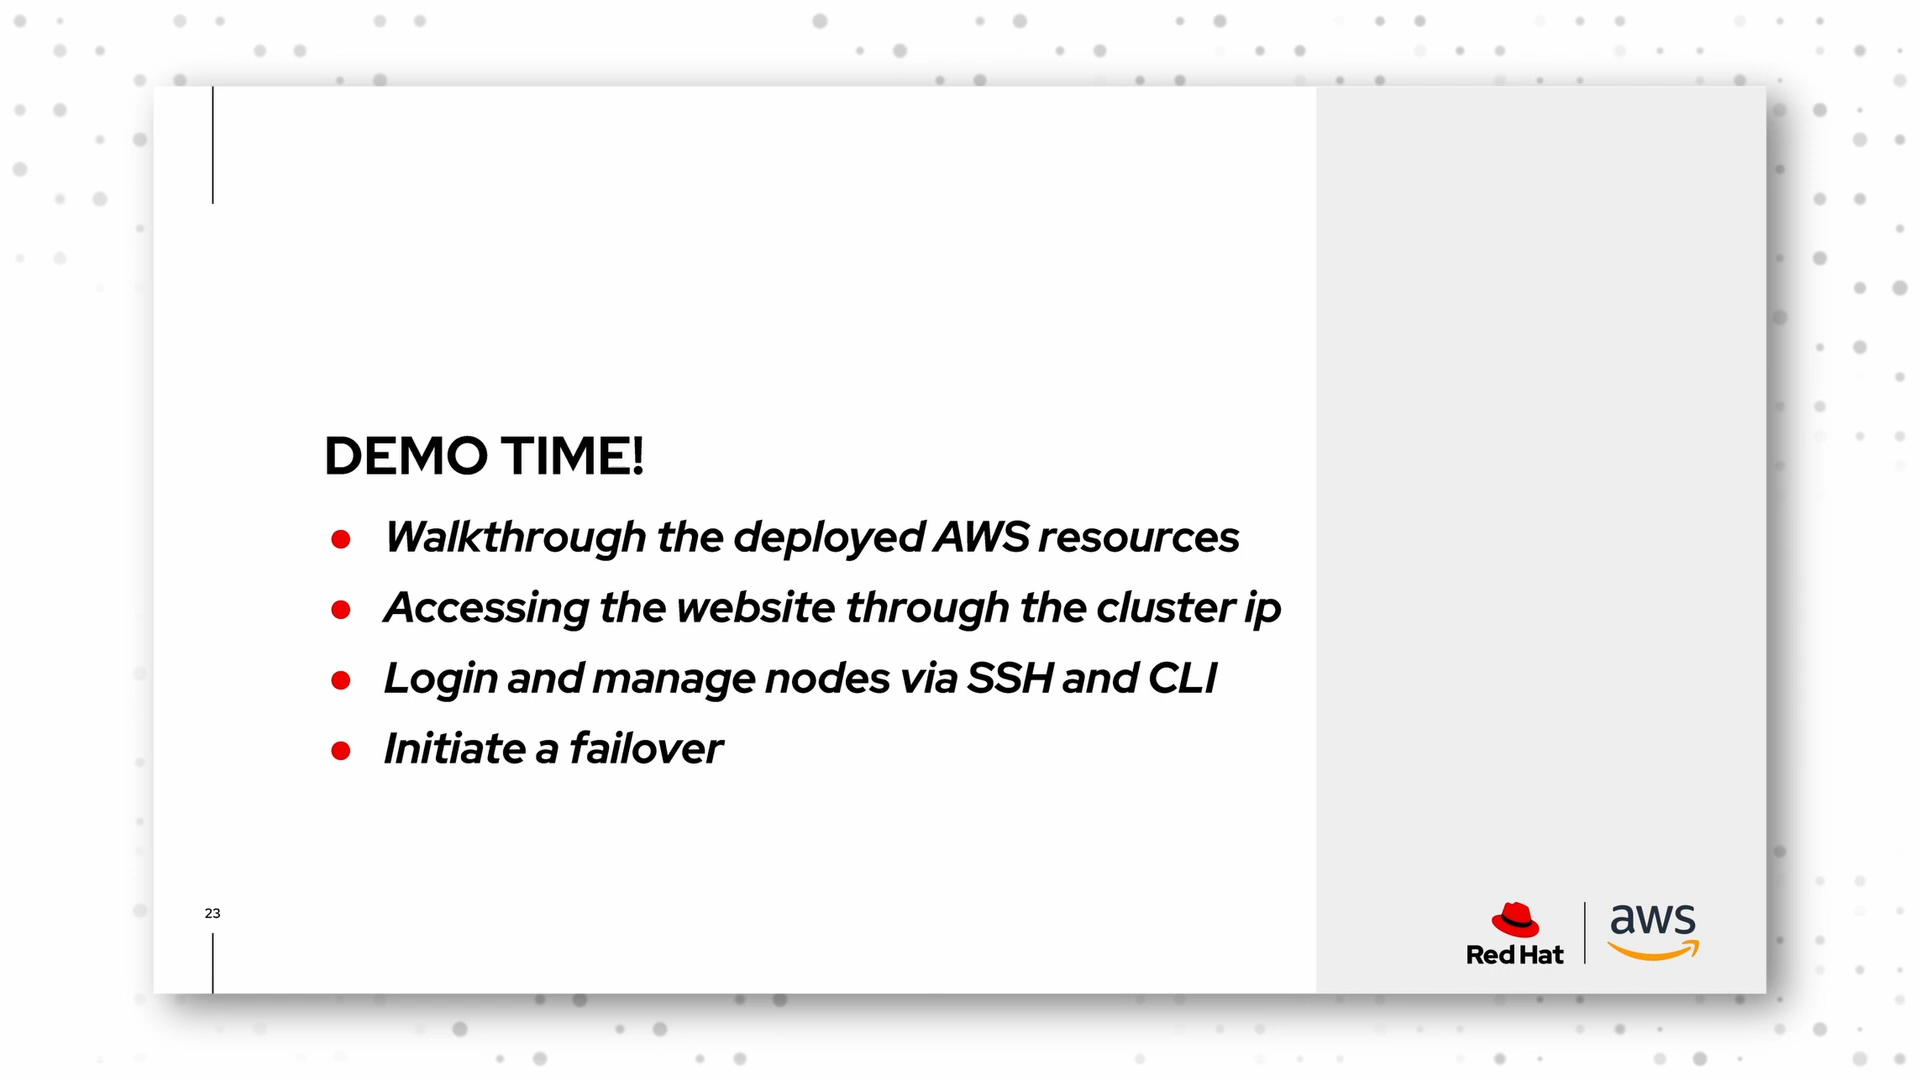 DEMO TIME!
● Walkthrough the deployed AWS resources
● Accessing the website through the cluster ip
● Login and manage nodes via SSH and CLI
● Initiate a failover
23
Red Hat
aws